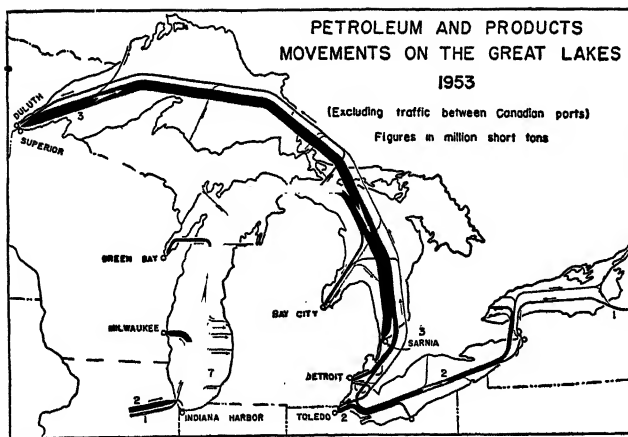 PETROLEUM AND PRODUCTS
MOVEMENTS ON THE GREAT LAKES
1953
(Excluding traffic between Canadian ports)
Figures in million short tons
DULUTH
3
SUPERIOR
GREEN BAY
BAY CITY
1
MILWAUKEE
3
SARNIA
7
DETROIT
2
2
1
INDIANA HARBOR
TOLEDO
2